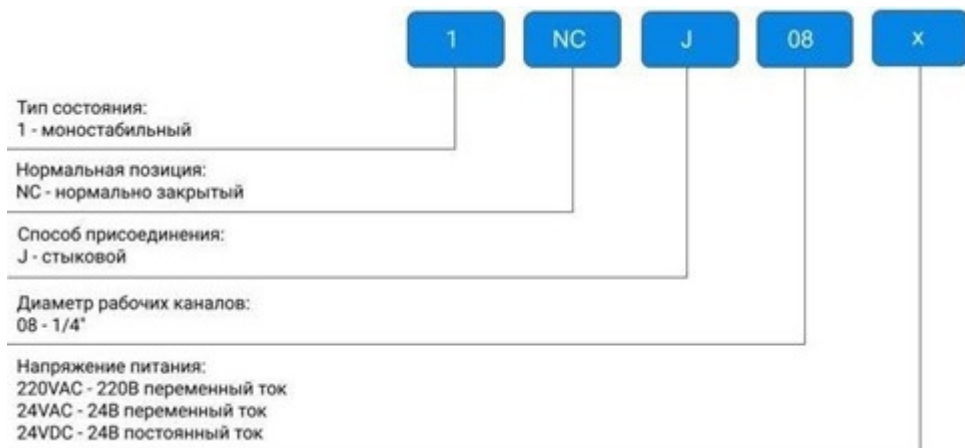 1 NC J 08 x
Тип состояния:
1 - моностабильный
Нормальная позиция:
NC - нормально закрытый
Способ присоединения:
J - стыковой
Диаметр рабочих каналов:
08 - 1/4"
Напряжение питания:
220VAC - 220В переменный ток
24VAC - 24В переменный ток
24VDC - 24В постоянный ток